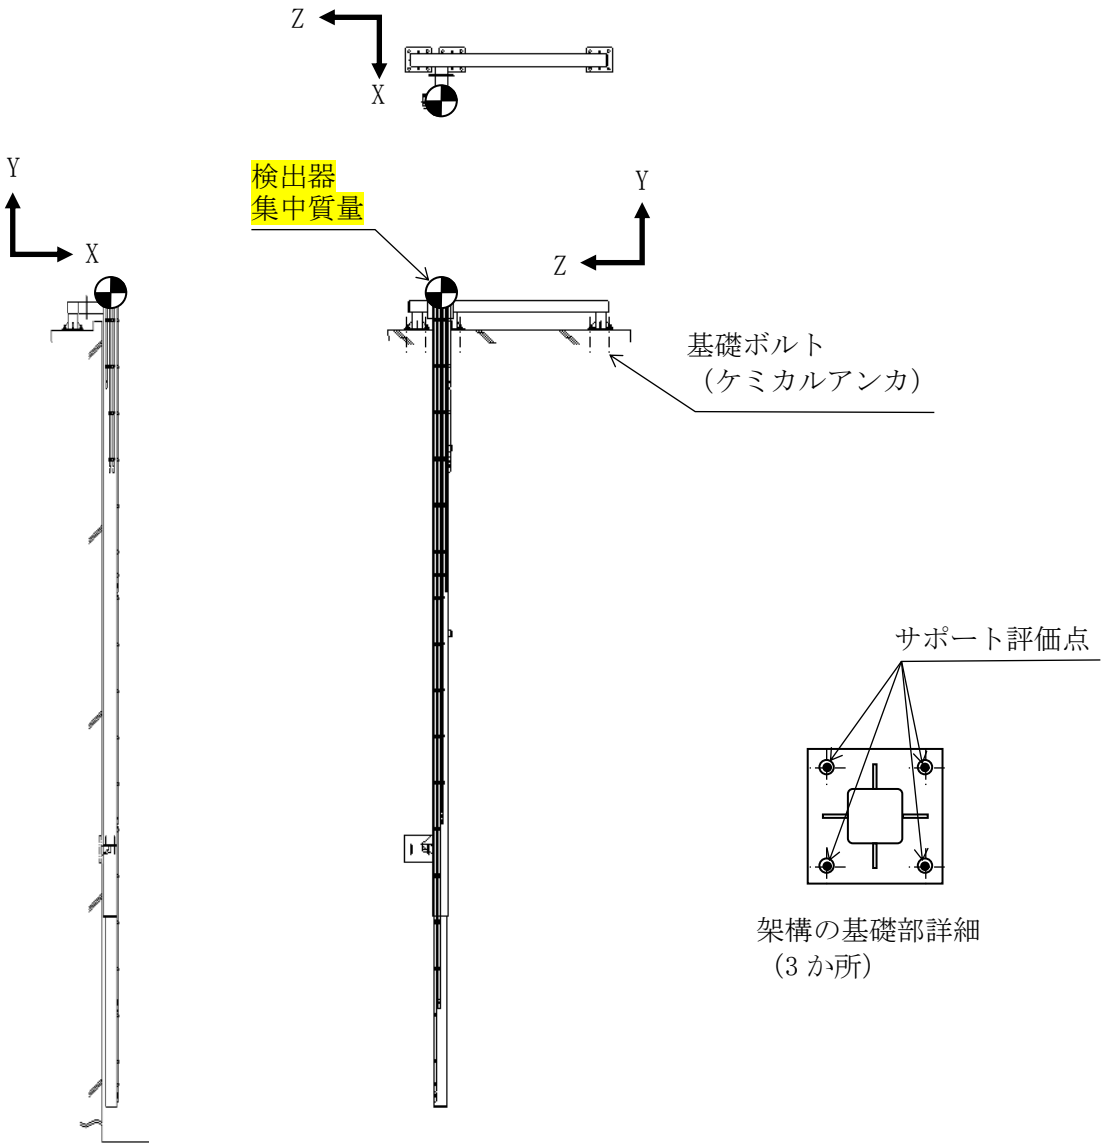 Z
X
Y
X
検出器
集中質量
Y
Z
基礎ボルト
（ケミカルアンカ）
サポート評価点
架構の基礎部詳細
（3 か所）